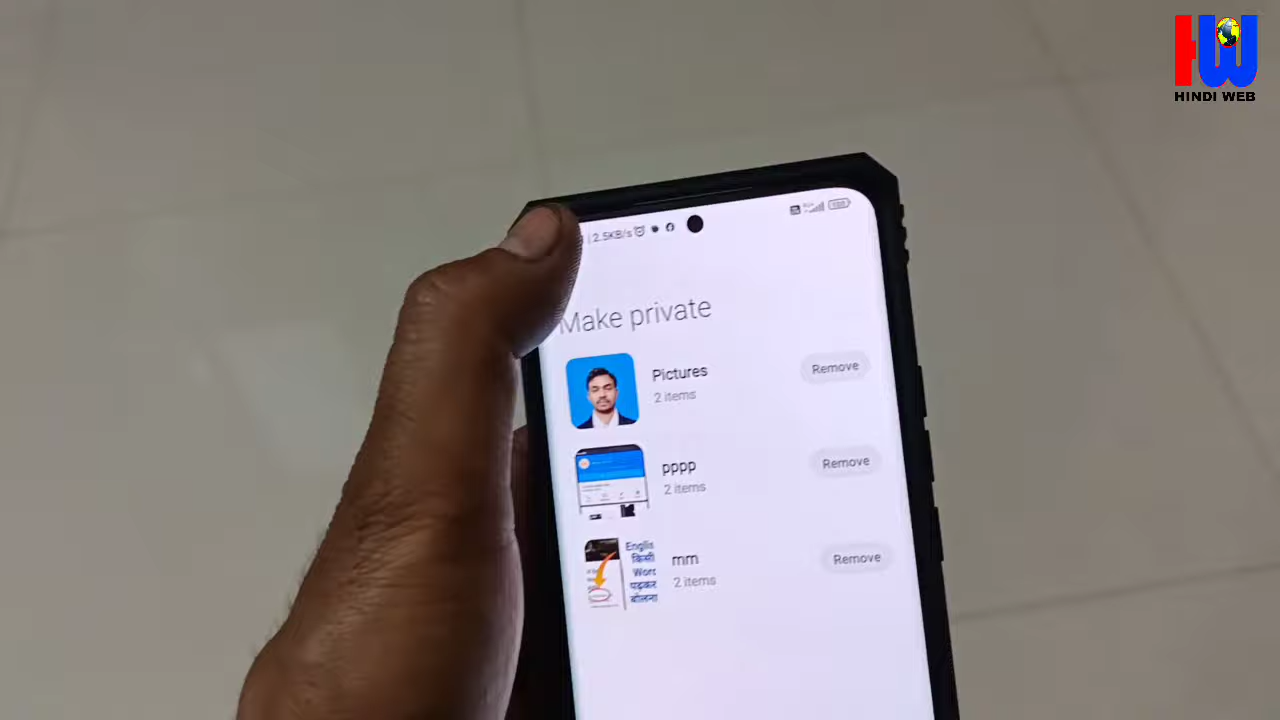 HINDI WEB
2.5KB/s
Make private
Pictures
2 items
Remove
pppp
2 items
Remove
Englis
किसी
Word
पढ़कर
बोलना
mm
2 items
Remove